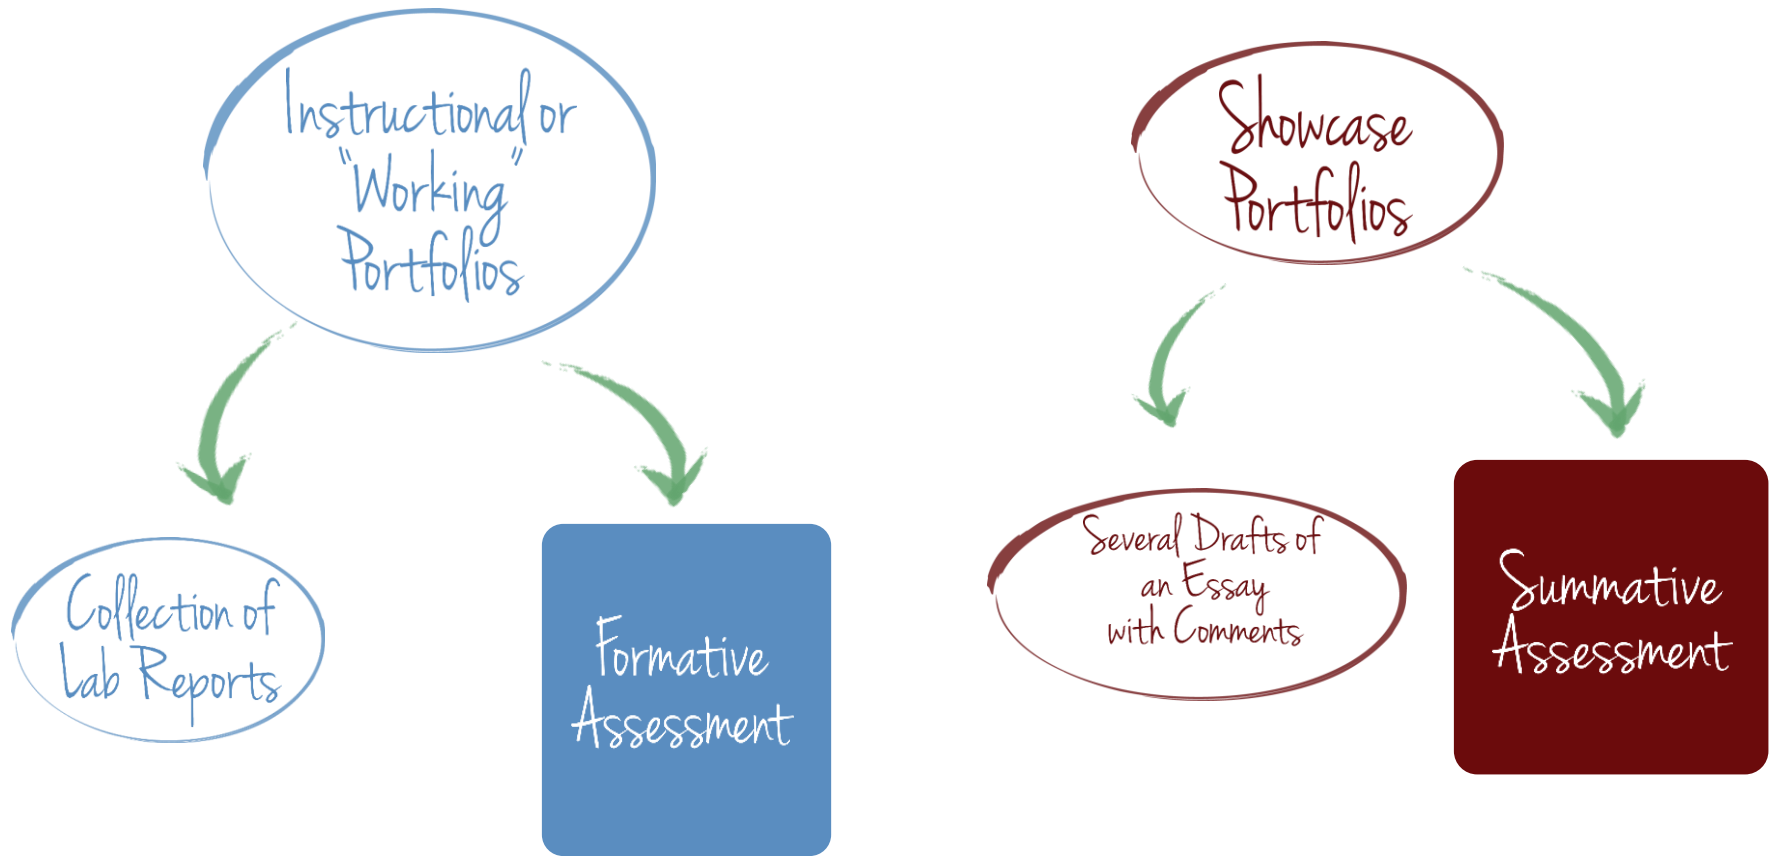 Instructional or
"Working"
Portfolios
Showcase
Portfolios
Collection of
Lab Reports
Formative
Assessment
Several Drafts of
an Essay
with Comments
Summative
Assessment